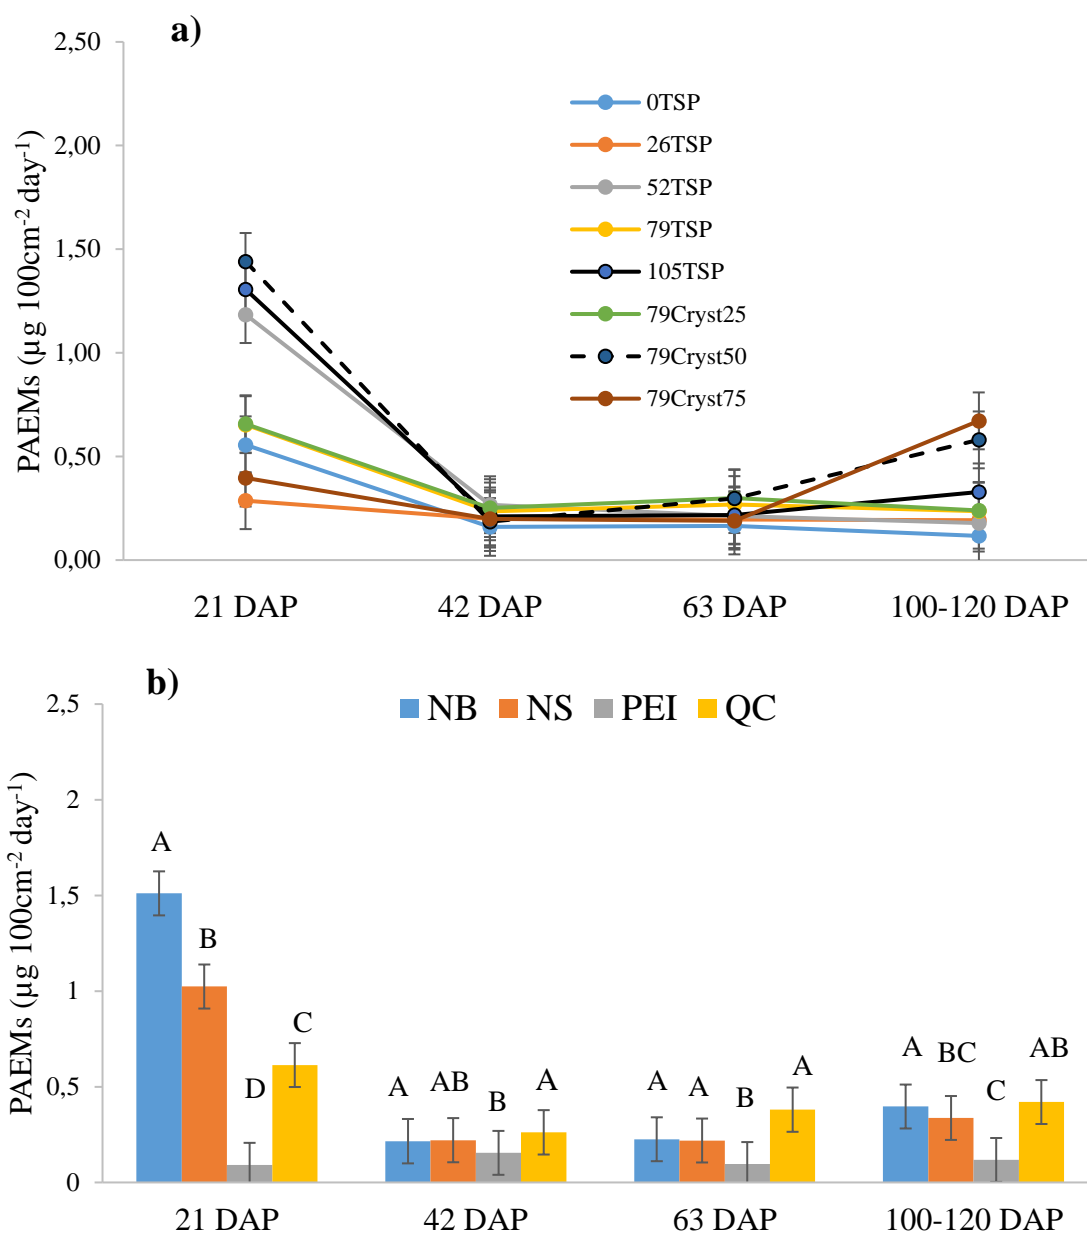 a)
2,50
2,00
1,50
1,00
0,50
0,00
PAEMs (µg 100cm-2 day-1)
0TSP
26TSP
52TSP
79TSP
105TSP
79Cryst25
79Cryst50
79Cryst75
21 DAP 42 DAP 63 DAP 100-120 DAP
b)
NB NS PEI QC
2,5
2
1,5
1
0,5
0
PAEMs (µg 100cm-2 day-1)
A B D C A AB B A A A B A A BC C AB
21 DAP 42 DAP 63 DAP 100-120 DAP